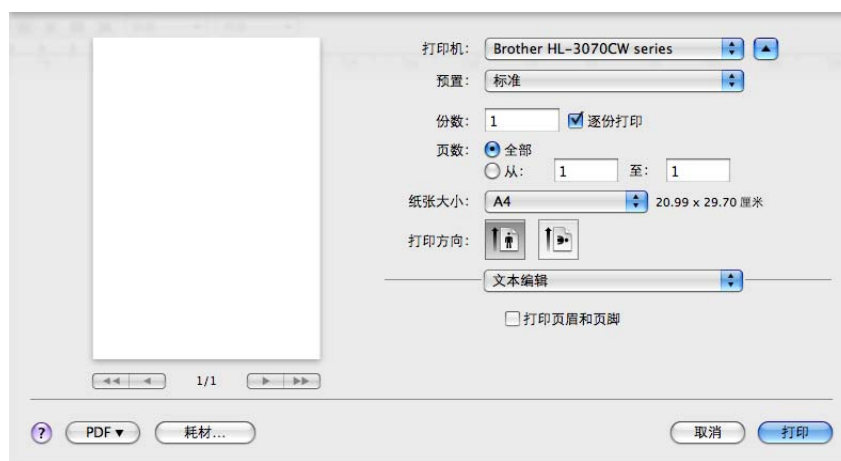 打印机: Brother HL-3070CW series
预置: 标准
份数: 1 逐份打印
页数: 全部
从: 1 至: 1
纸张大小: A4 20.99 x 29.70 厘米
打印方向:
文本编辑
打印页眉和页脚
1/1
? PDF▼ 耗材... 取消 打印